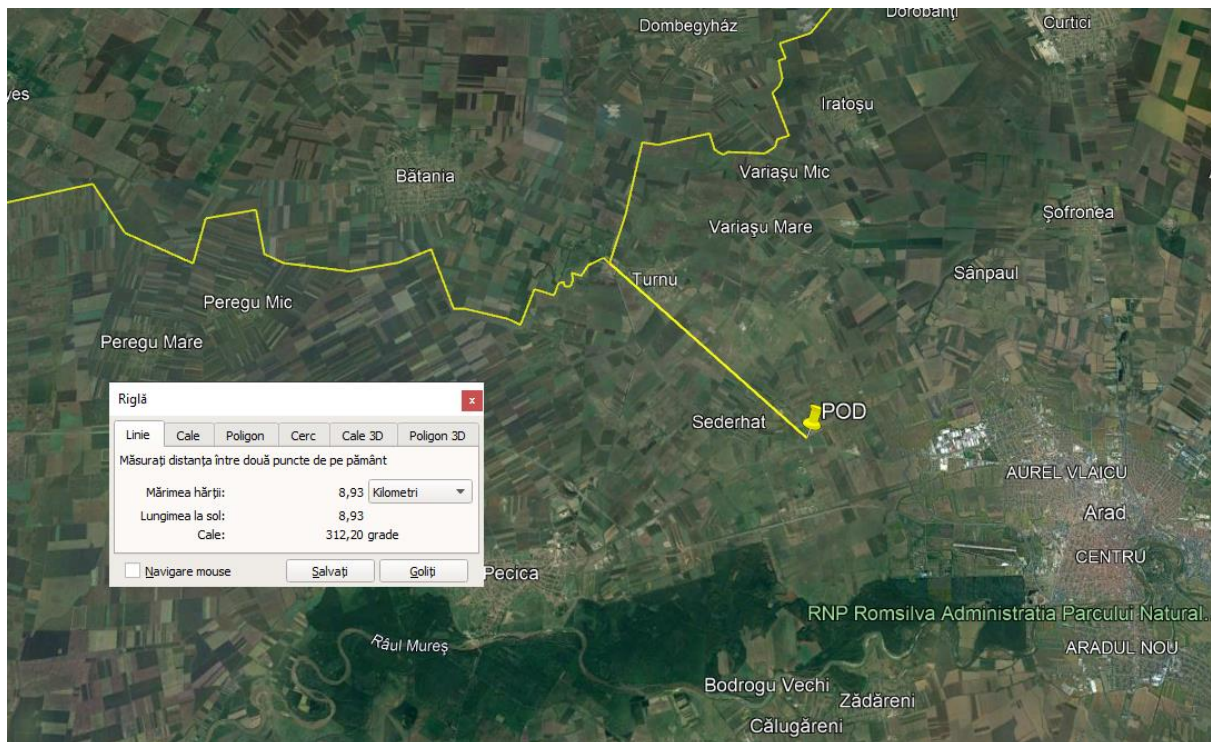 Dombegyház
Dorobanţi
Curtici
yes
Iratoşu
Bătania
Variaşu Mic
Variaşu Mare
Şofronea
Turnu
Sânpaul
Peregu Mic
Peregu Mare
Riglă
x
Linie Cale Poligon Cerc Cale 3D Poligon 3D
Măsurați distanța între două puncte de pe pământ
Mărimea hărții: 8,93 Kilometri
Lungimea la sol: 8,93
Cale: 312,20 grade
Navigare mouse Salvați Goliți
Sederhat
POD
AUREL VLAICU
Arad
CENTRU
Pecica
RNP Romsilva Administratia Parcului Natural.
Râul Mureş
ARADUL NOU
Bodrogu Vechi
Zădăreni
Călugăreni